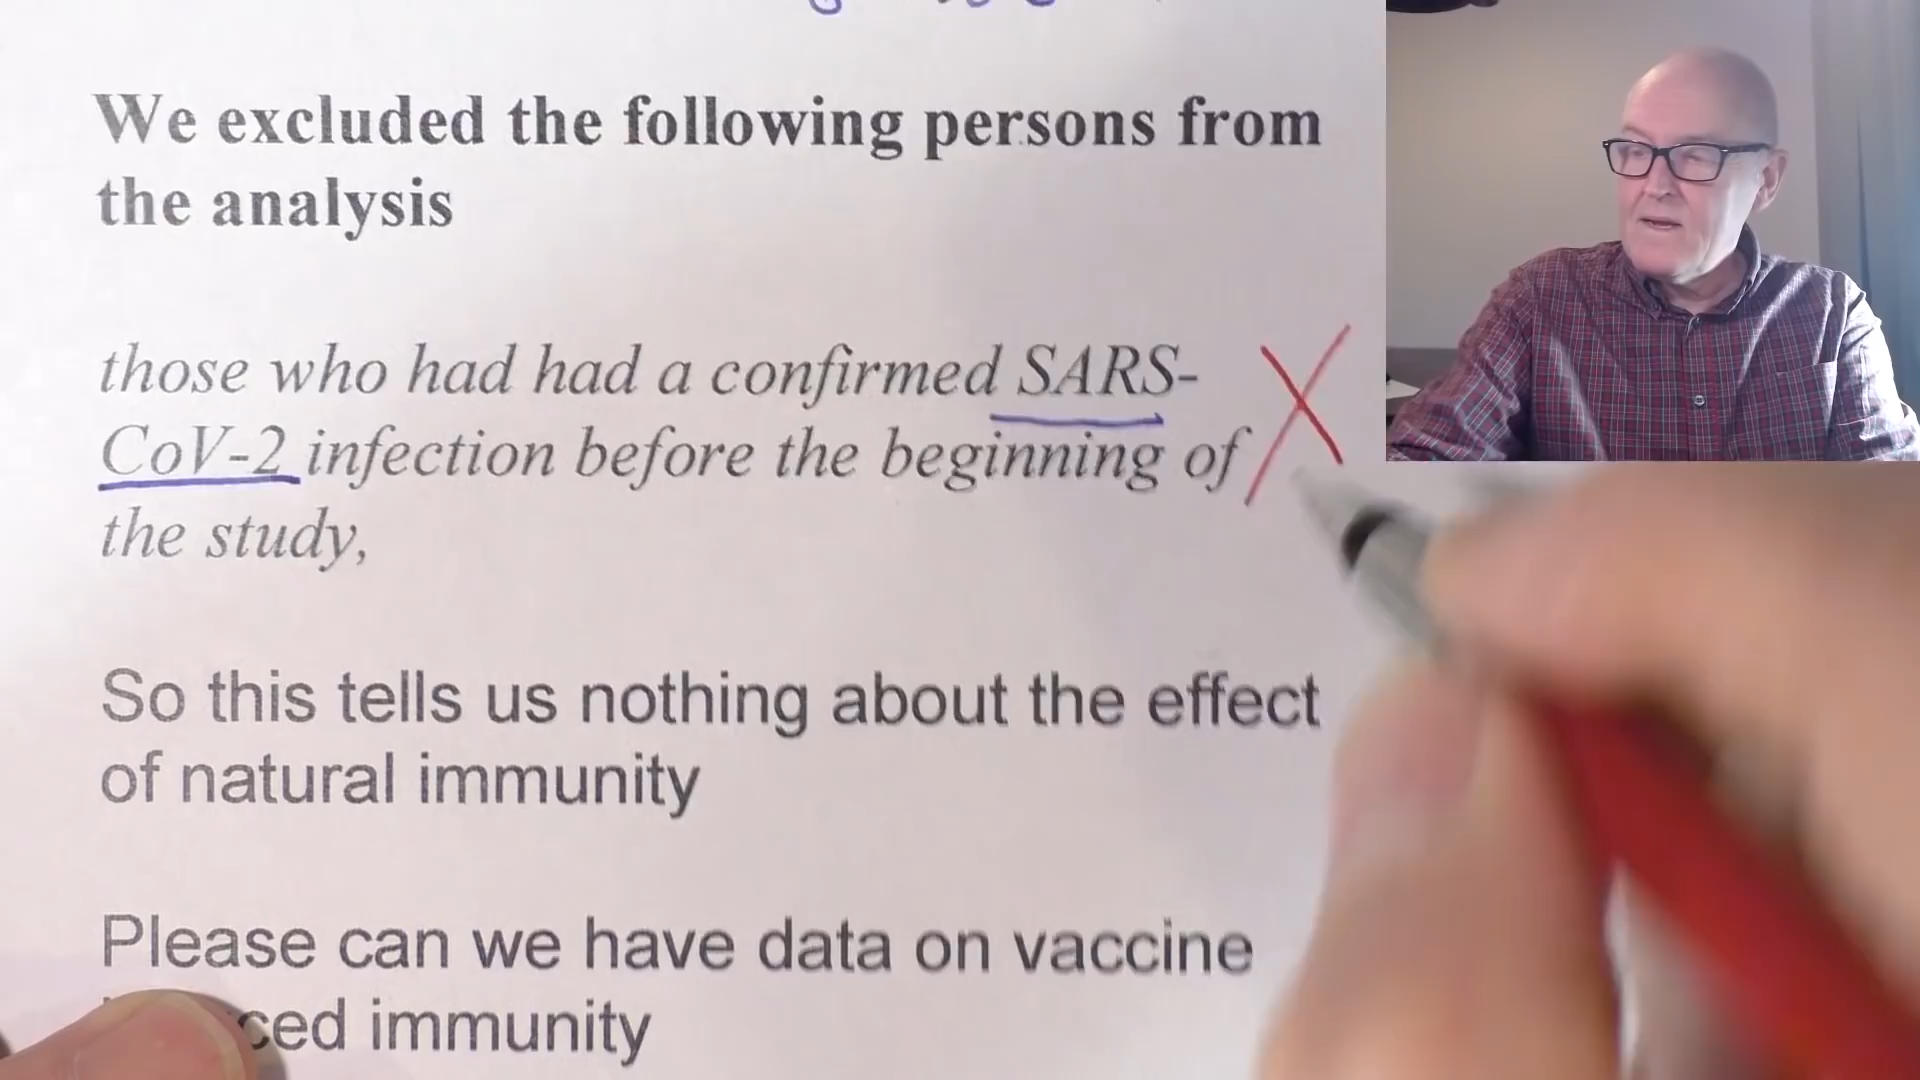 We excluded the following persons from
the analysis
those who had had a confirmed SARS-
CoV-2 infection before the beginning of
the study,
So this tells us nothing about the effect
of natural immunity
Please can we have data on vaccine
immunity